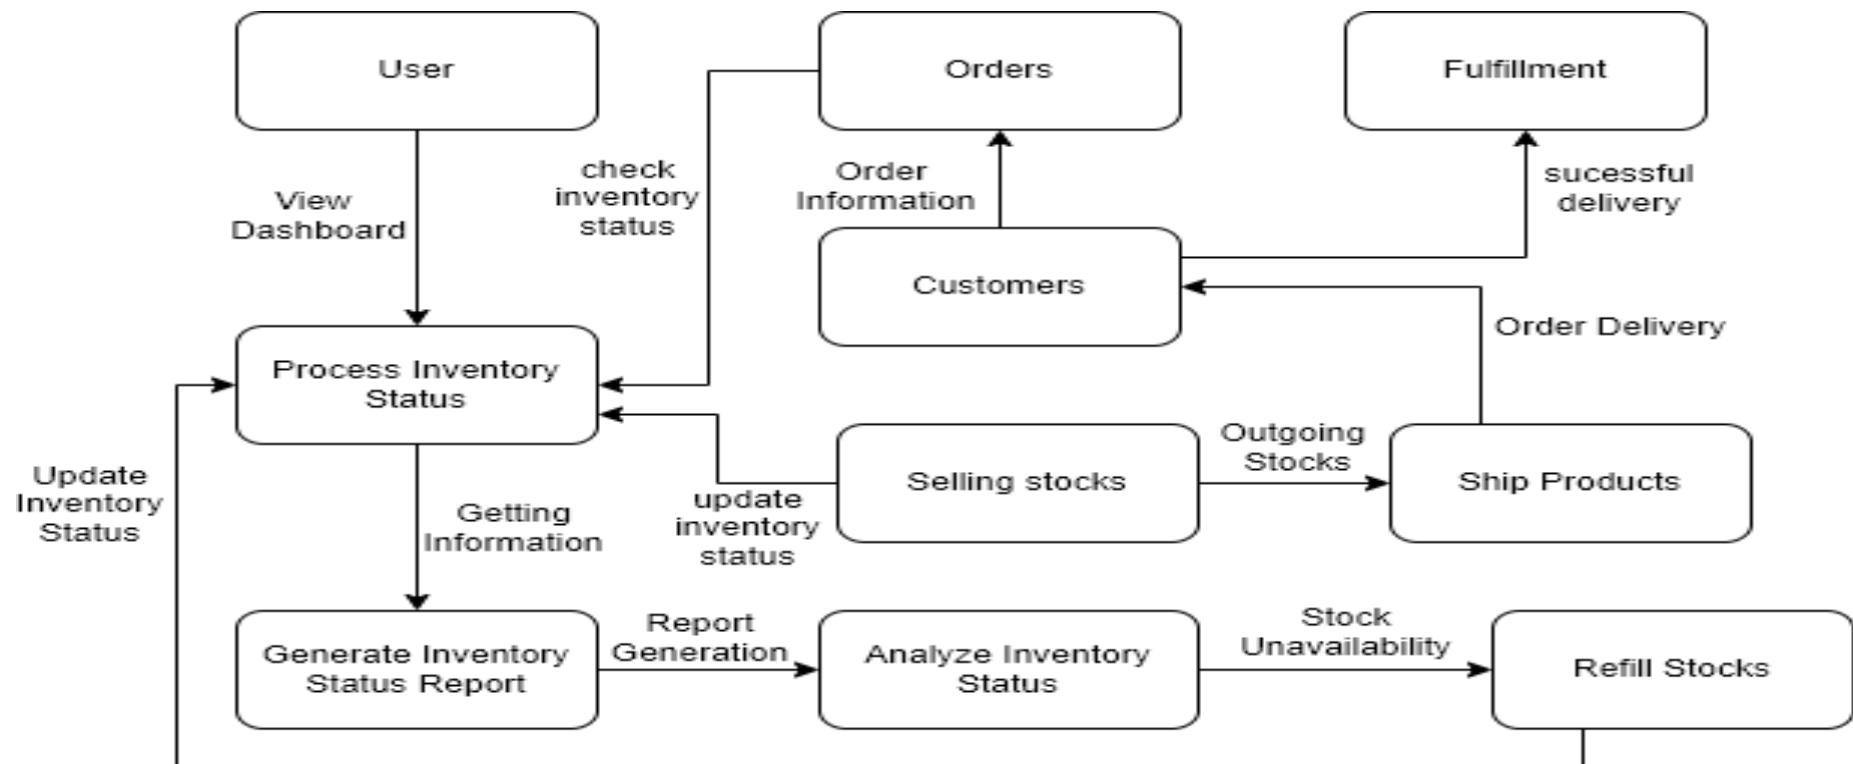 User
Orders
Fulfillment
check
inventory
status
Order
Information
sucessful
delivery
View
Dashboard
Customers
Order Delivery
Process Inventory
Status
Update
Inventory
Status
Getting
Information
update
inventory
status
Selling stocks
Outgoing
Stocks
Ship Products
Generate Inventory
Status Report
Report
Generation
Analyze Inventory
Status
Stock
Unavailability
Refill Stocks